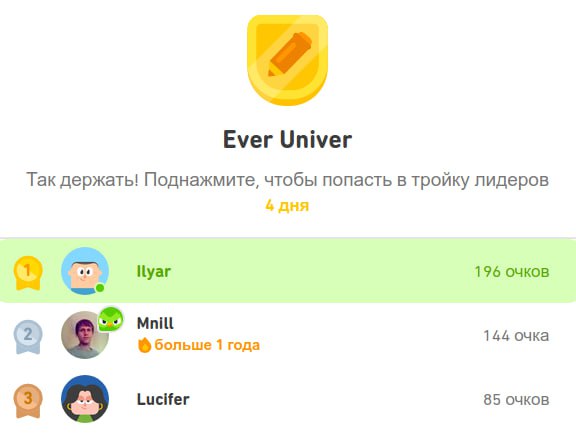 Ever Univer
Так держать! Поднажмите, чтобы попасть в тройку лидеров
4 дня
1 Ilyar 196 очков
2 Mnill 144 очка
больше 1 года
3 Lucifer 85 очков